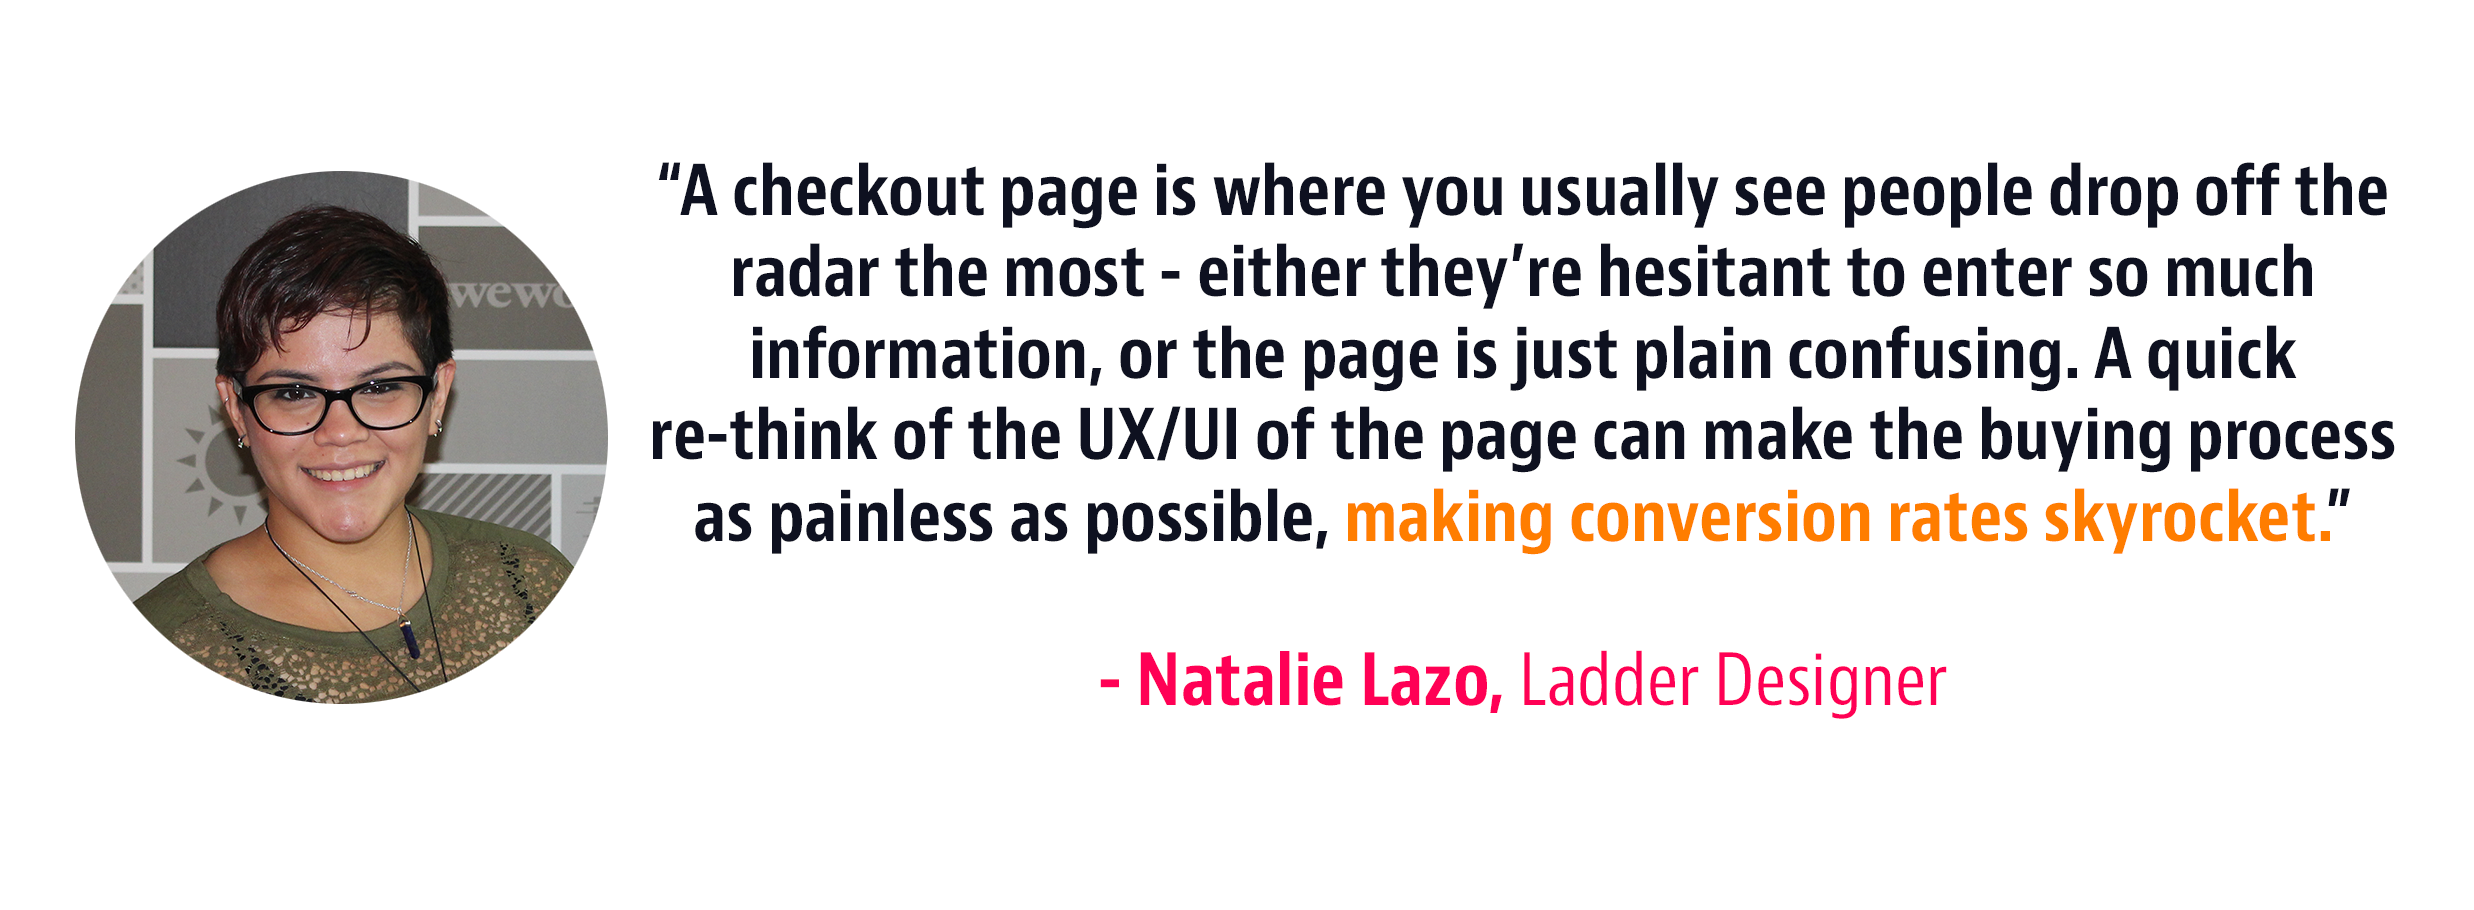 “A checkout page is where you usually see people drop off the
radar the most - either they’re hesitant to enter so much
information, or the page is just plain confusing. A quick
re-think of the UX/UI of the page can make the buying process
as painless as possible, making conversion rates skyrocket.”
- Natalie Lazo, Ladder Designer